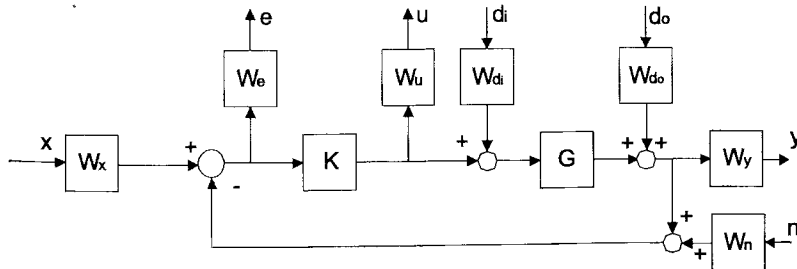 e u di do
We Wu Wdi Wdo
x + + + + y
Wx K G Wy
-
+
n
+ Wn